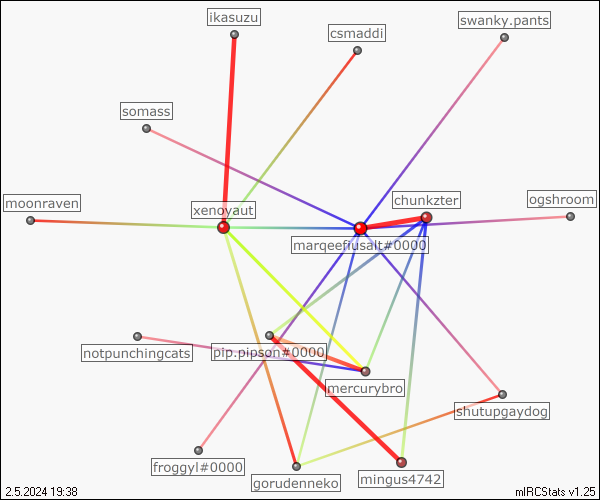 ikasuzu
swanky.pants
csmaddi
somass
chunkzter
ogshroom
moonraven
xenoyaut
marqeefiusalt#0000
notpunchingcats
pip.pipson#0000
mercurybro
shutupgaydog
froggyl#0000
gorudenneko
mingus4742
2.5.2024 19:38
mIRCStats v1.25